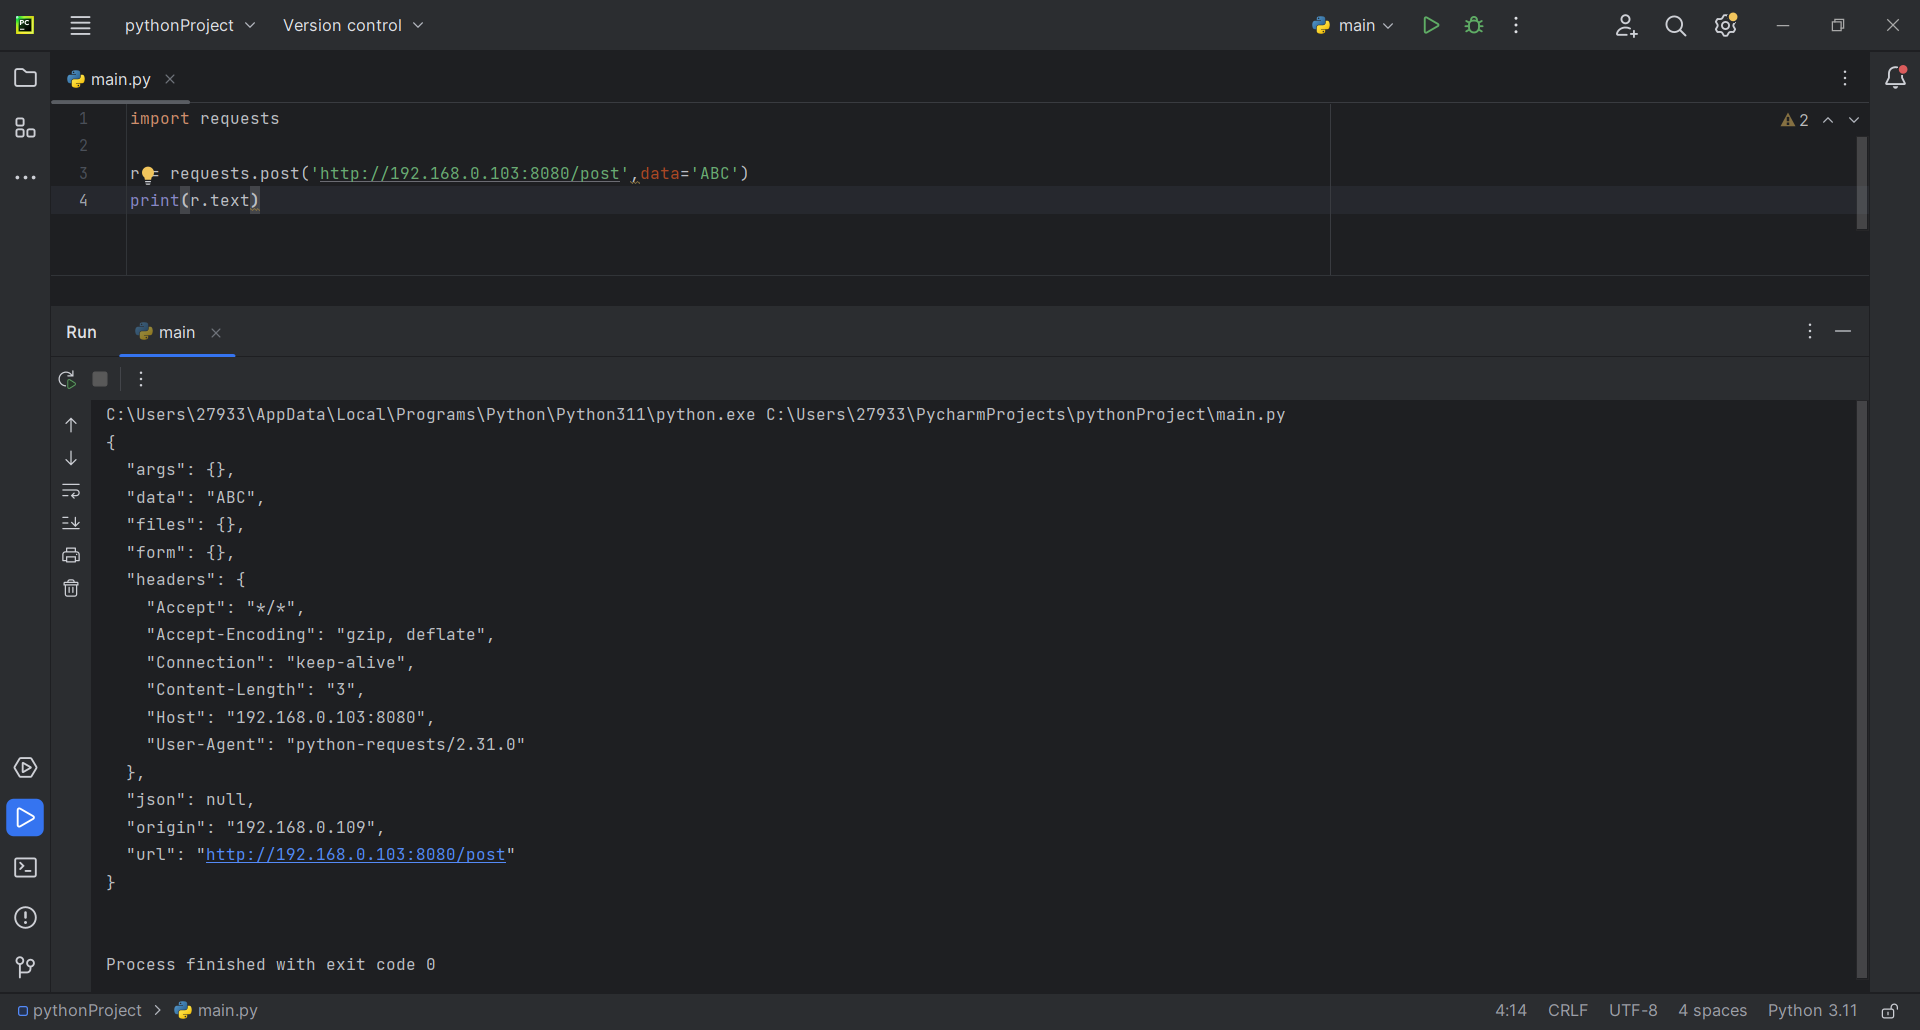 PC
pythonProject Version control main
main.py
1 import requests
2
3 r = requests.post('http://192.168.0.103:8080/post',data='ABC')
4 print(r.text)
2
Run main
C:\Users\27933\AppData\Local\Programs\Python\Python311\python.exe C:\Users\27933\PycharmProjects\pythonProject\main.py
{
  "args": {},
  "data": "ABC",
  "files": {},
  "form": {},
  "headers": {
    "Accept": "*/*",
    "Accept-Encoding": "gzip, deflate",
    "Connection": "keep-alive",
    "Content-Length": "3",
    "Host": "192.168.0.103:8080",
    "User-Agent": "python-requests/2.31.0"
  },
  "json": null,
  "origin": "192.168.0.109",
  "url": "http://192.168.0.103:8080/post"
}
Process finished with exit code 0
pythonProject > main.py 4:14 CRLF UTF-8 4 spaces Python 3.11